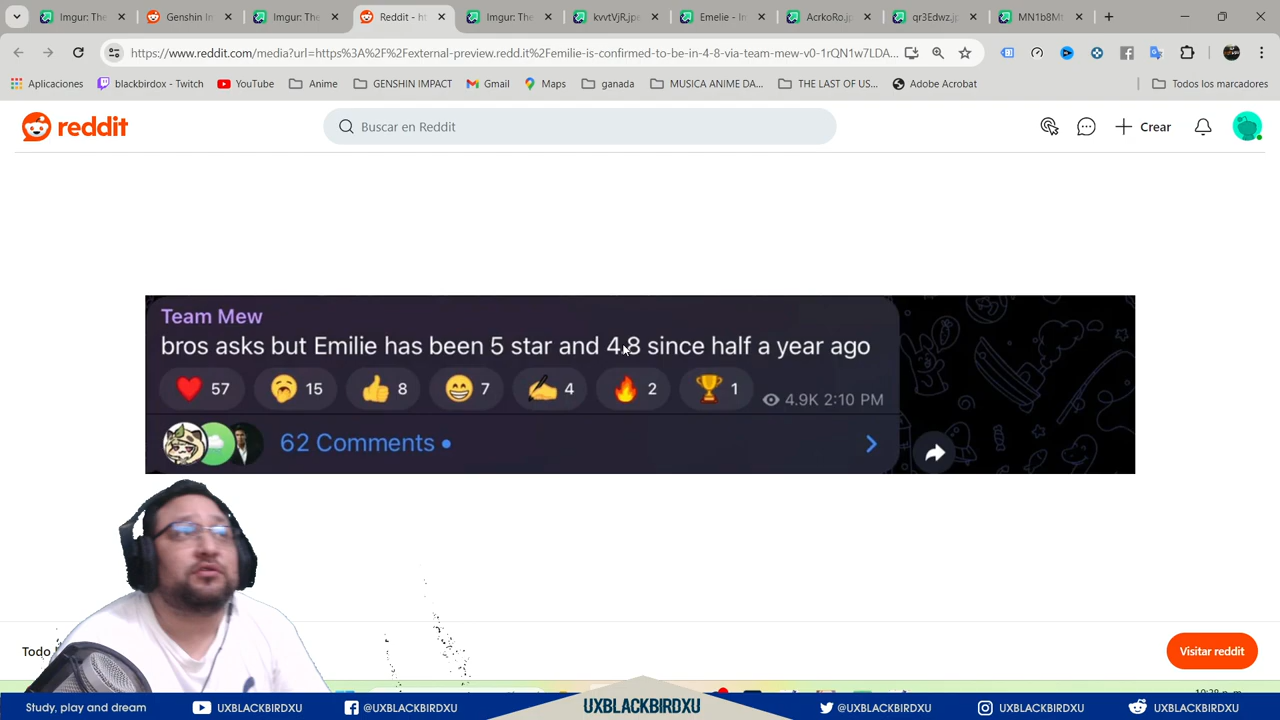 Imgur: The
Genshin In
Imgur: The
Reddit - ht
Imgur: The
kvvtVjR.jpe
Emelie - Im
AcrkoRo.jp
qr3Edwz.jp
MN1b8Mf
https://www.reddit.com/media?url=https%3A%2F%2Fexternal-preview.redd.it%2Femilie-is-confirmed-to-be-in-4-8-via-team-mew-v0-1rQN1w7LDA...
Aplicaciones
blackbirdox - Twitch
YouTube
Anime
GENSHIN IMPACT
Gmail
Maps
ganada
MUSICA ANIME DA...
THE LAST OF US...
Adobe Acrobat
Todos los marcadores
reddit
Buscar en Reddit
Crear
Team Mew
bros asks but Emilie has been 5 star and 4.8 since half a year ago
57
15
8
7
4
2
1
4.9K 2:10 PM
62 Comments
Todo
Visitar reddit
Study, play and dream
UXBLACKBIRDXU
@UXBLACKBIRDXU
UXBLACKBIRDXU
@UXBLACKBIRDXU
UXBLACKBIRDXU
UXBLACKBIRDXU